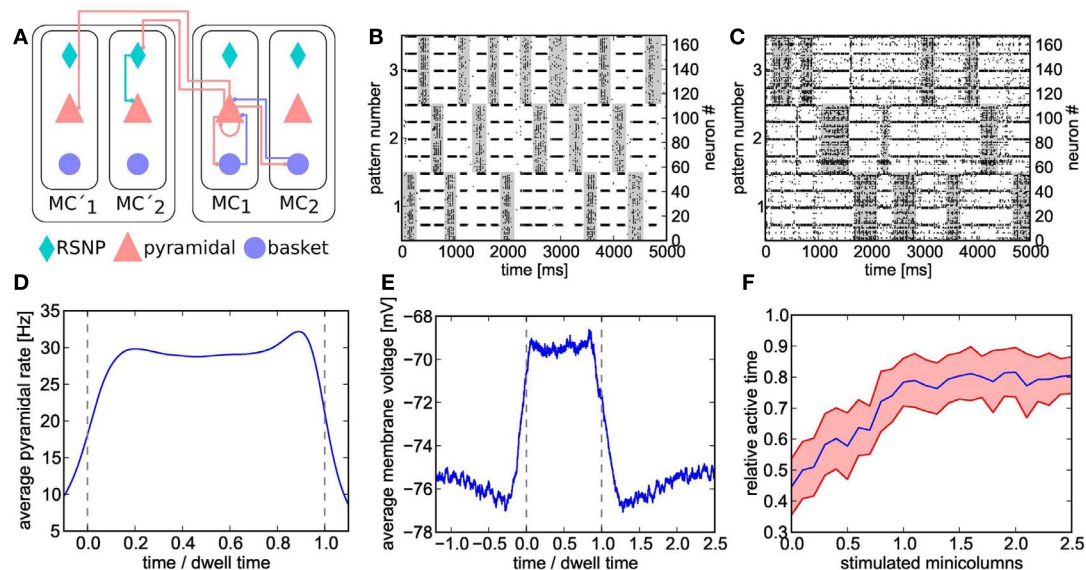 A
MC´1 MC´2 MC1 MC2
RSNP pyramidal basket
B
pattern number
3
2
1
neuron #
160
140
120
100
80
60
40
20
0
0 1000 2000 3000 4000 5000
time [ms]
C
pattern number
3
2
1
neuron #
160
140
120
100
80
60
40
20
0
0 1000 2000 3000 4000 5000
time [ms]
D
average pyramidal rate [Hz]
35
30
25
20
15
10
5
0.0 0.2 0.4 0.6 0.8 1.0
time / dwell time
E
average membrane voltage [mV]
−68
−70
−72
−74
−76
−78
−1.0 −0.5 0.0 0.5 1.0 1.5 2.0 2.5
time / dwell time
F
relative active time
1.0
0.9
0.8
0.7
0.6
0.5
0.4
0.3
0.0 0.5 1.0 1.5 2.0 2.5
stimulated minicolumns